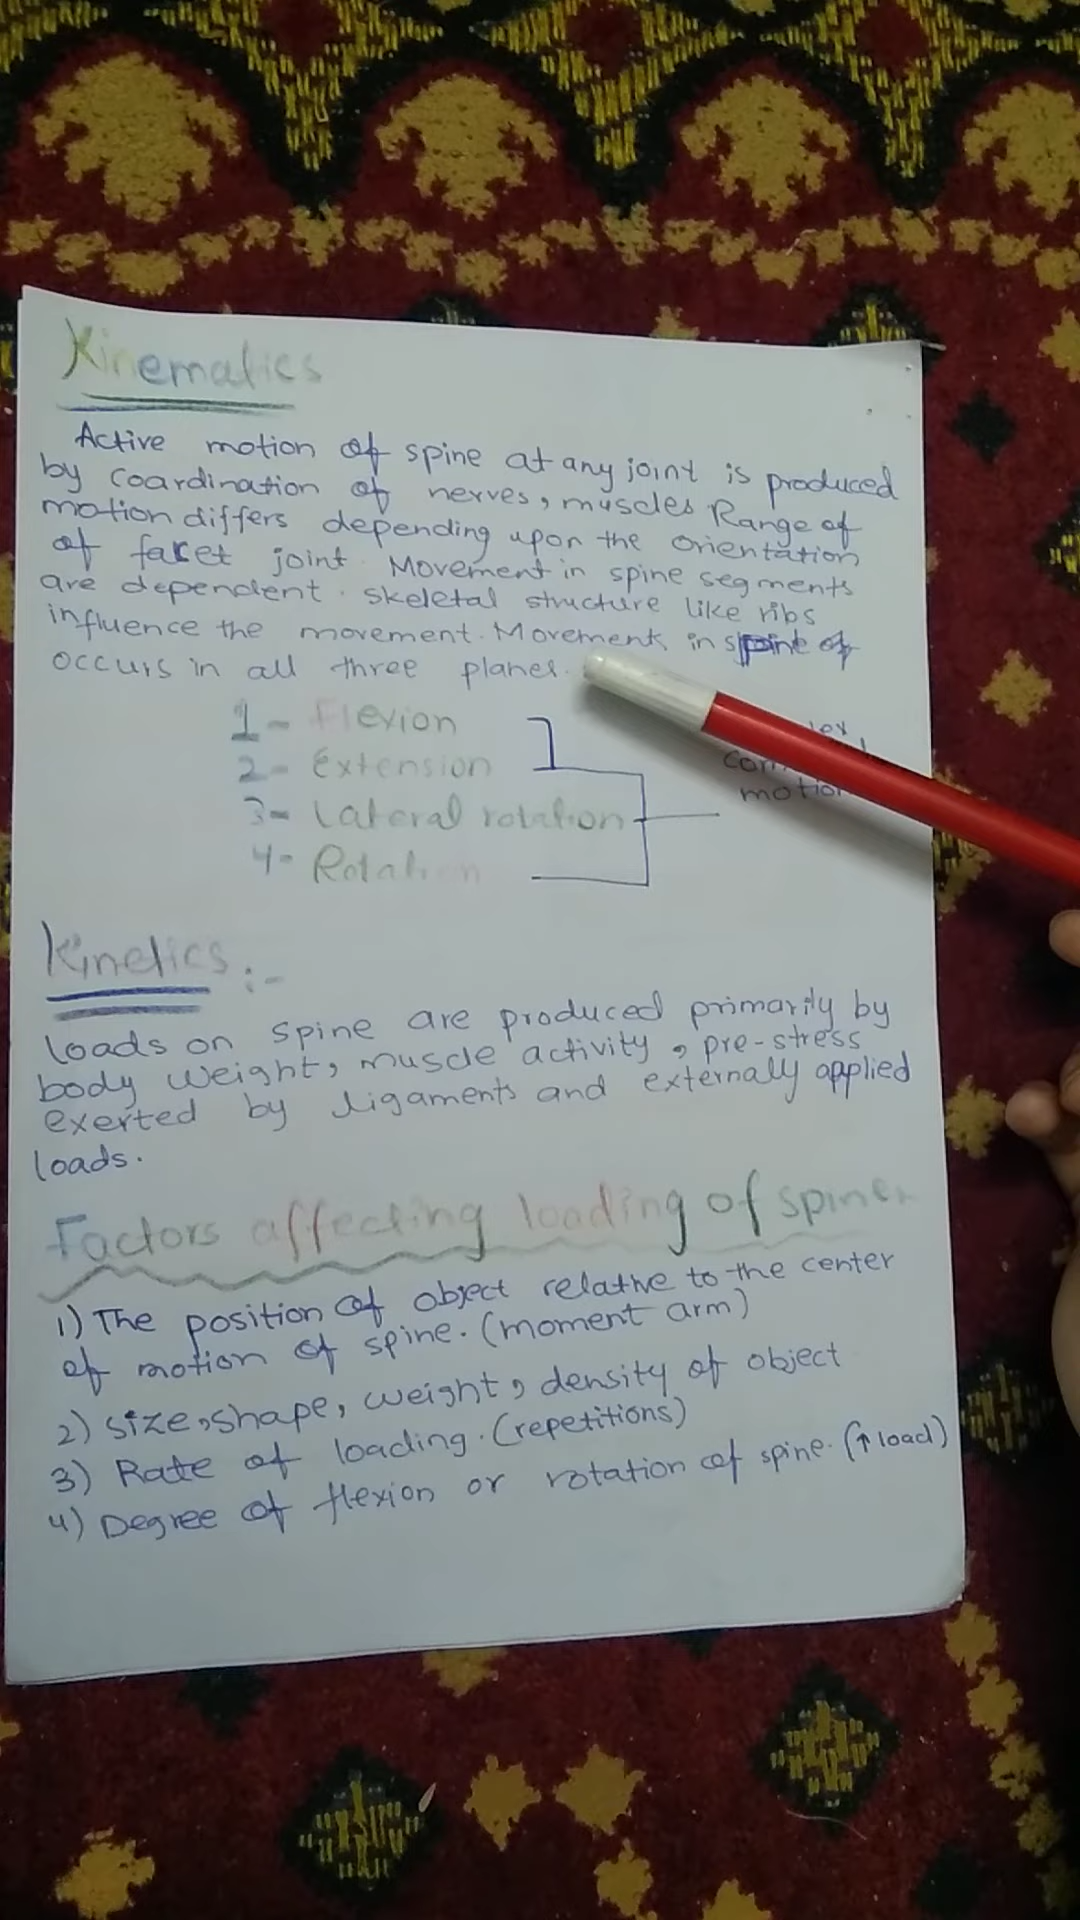 Kinematics
Active motion of spine at any joint is produced
by coardination of nerves, muscles Range of
motion differs depending upon the orientation
of facet joint. Movement in spine segments
are dependent. skeletal structure like ribs
influence the movement. Movement in spine of
occurs in all three planes.
1- Flexion
2- Extension
3- Lateral rotation
4- Rotation
motion
Kinetics:-
Loads on spine are produced primarily by
body weight, muscle activity, pre-stress
exerted by ligaments and externally applied
loads.
Factors affecting loading of spine
1) The position of object relative to the center
of motion of spine. (moment arm)
2) Size, shape, weight, density of object
3) Rate of loading. (repetitions)
4) Degree of flexion or rotation of spine. (↑ load)